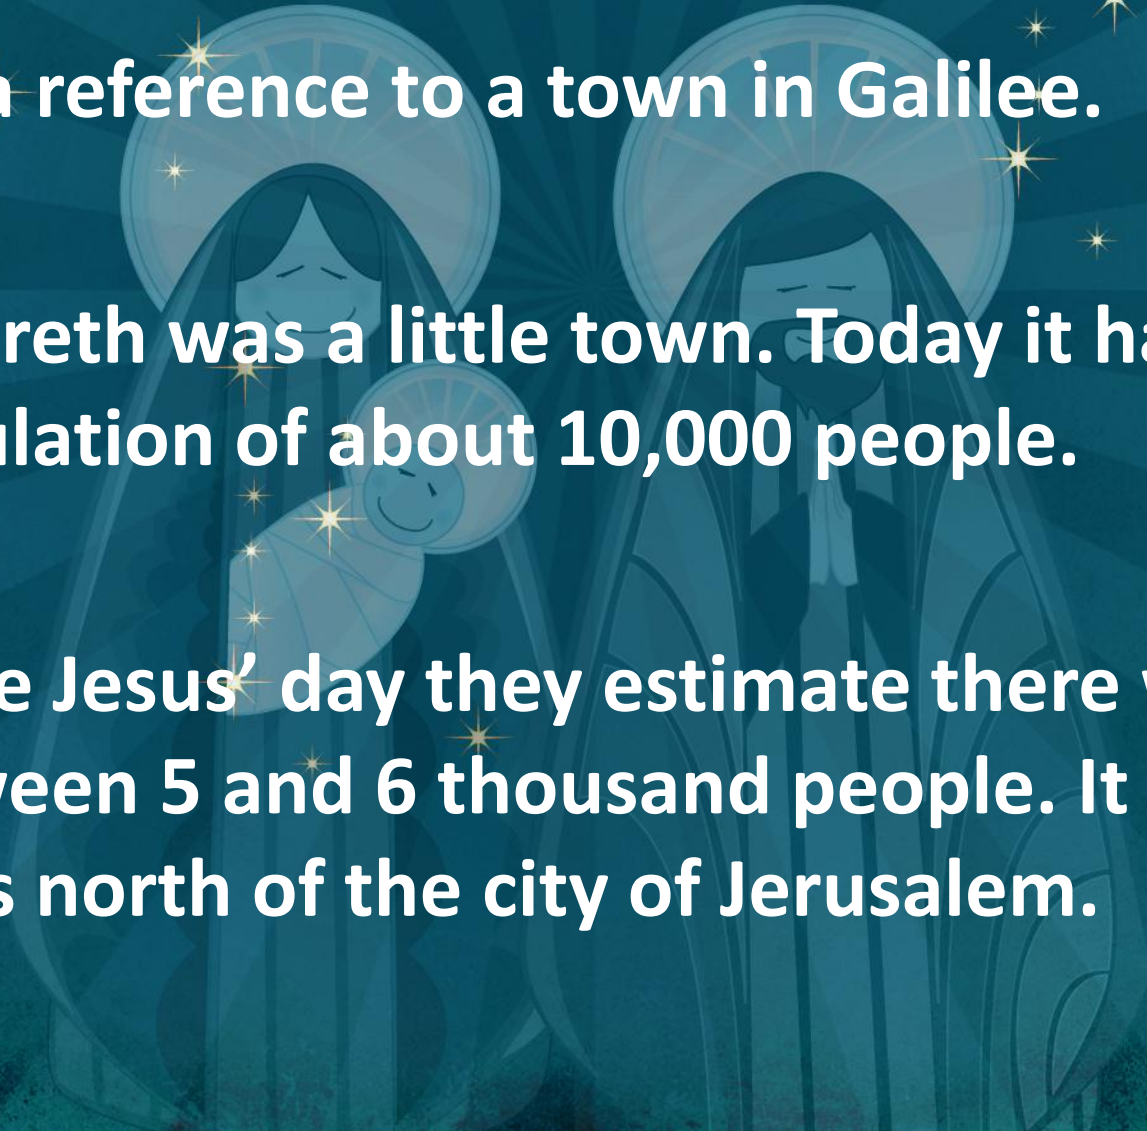 a reference to a town in Galilee.
reth was a little town. Today it ha
ulation of about 10,000 people.
e Jesus’ day they estimate there w
veen 5 and 6 thousand people. It
s north of the city of Jerusalem.